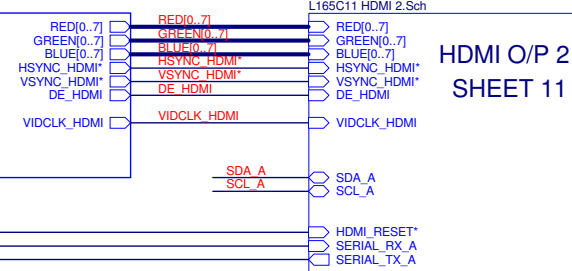 L165C11 HDMI 2.Sch
RED[0..7] RED[0..7] RED[0..7]
GREEN[0..7] GREEN[0..7] GREEN[0..7]
BLUE[0..7] BLUE[0..7] BLUE[0..7]
HSYNC_HDMI* HSYNC_HDMI* HSYNC_HDMI*
VSYNC_HDMI* VSYNC_HDMI* VSYNC_HDMI*
DE_HDMI DE_HDMI DE_HDMI
VIDCLK_HDMI VIDCLK_HDMI VIDCLK_HDMI
HDMI O/P 2
SHEET 11
SDA_A SDA_A
SCL_A SCL_A
HDMI_RESET*
SERIAL_RX_A
SERIAL_TX_A